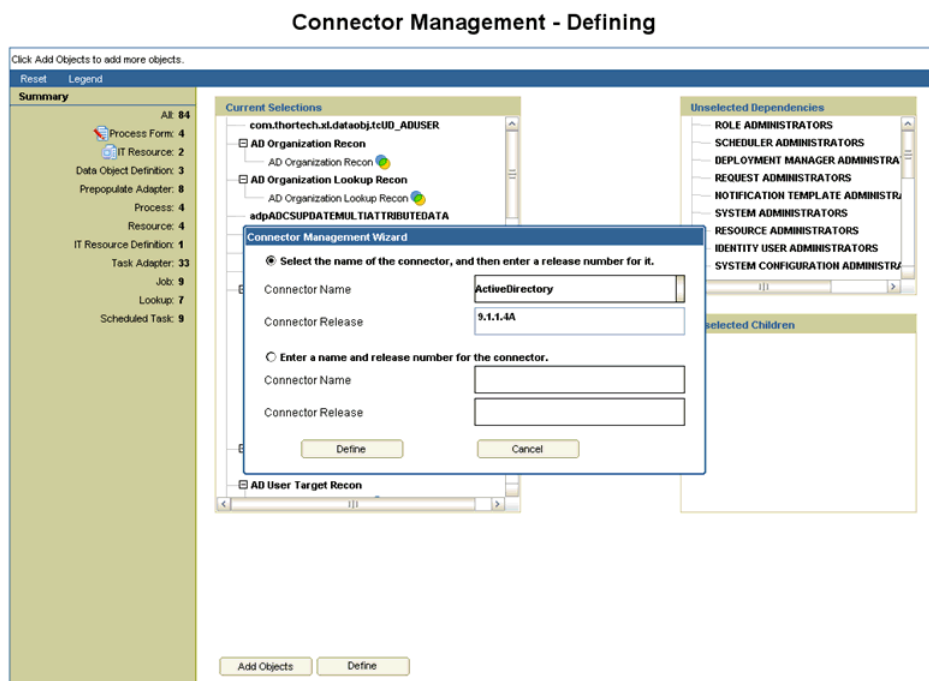 Connector Management - Defining
Click Add Objects to add more objects.
Reset Legend
Summary
All: 84
Process Form: 4
IT Resource: 2
Data Object Definition: 3
Prepopulate Adapter: 8
Process: 4
Resource: 4
IT Resource Definition: 1
Task Adapter: 33
Job: 9
Lookup: 7
Scheduled Task: 9
Current Selections
com.thortech.xl.dataobj.tcUD_ADUSER
AD Organization Recon
AD Organization Recon
AD Organization Lookup Recon
AD Organization Lookup Recon
adpADCSUPDATEMULTIATTRIBUTEDATA
Connector Management Wizard
Select the name of the connector, and then enter a release number for it.
Connector Name
ActiveDirectory
Connector Release
9.1.1.4A
Enter a name and release number for the connector.
Connector Name
Connector Release
Define Cancel
AD User Target Recon
Unselected Dependencies
ROLE ADMINISTRATORS
SCHEDULER ADMINISTRATORS
DEPLOYMENT MANAGER ADMINISTRA
REQUEST ADMINISTRATORS
NOTIFICATION TEMPLATE ADMINISTR
SYSTEM ADMINISTRATORS
RESOURCE ADMINISTRATORS
IDENTITY USER ADMINISTRATORS
SYSTEM CONFIGURATION ADMINISTR
selected Children
Add Objects Define